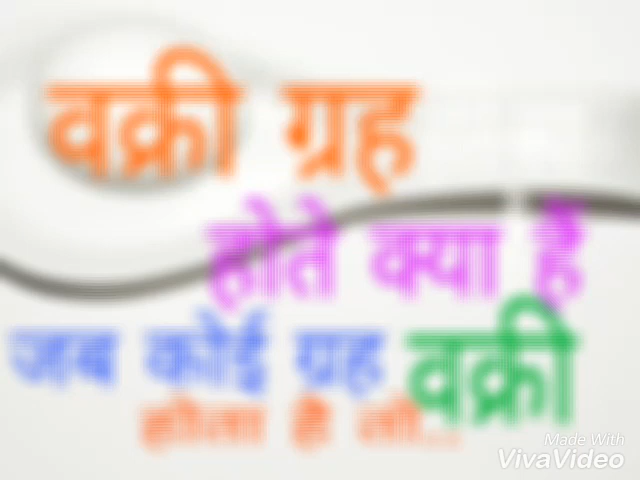 वक्री ग्रह
होते क्या है
जब कोई ग्रह वक्री
होता है तो...
Made With
VivaVideo